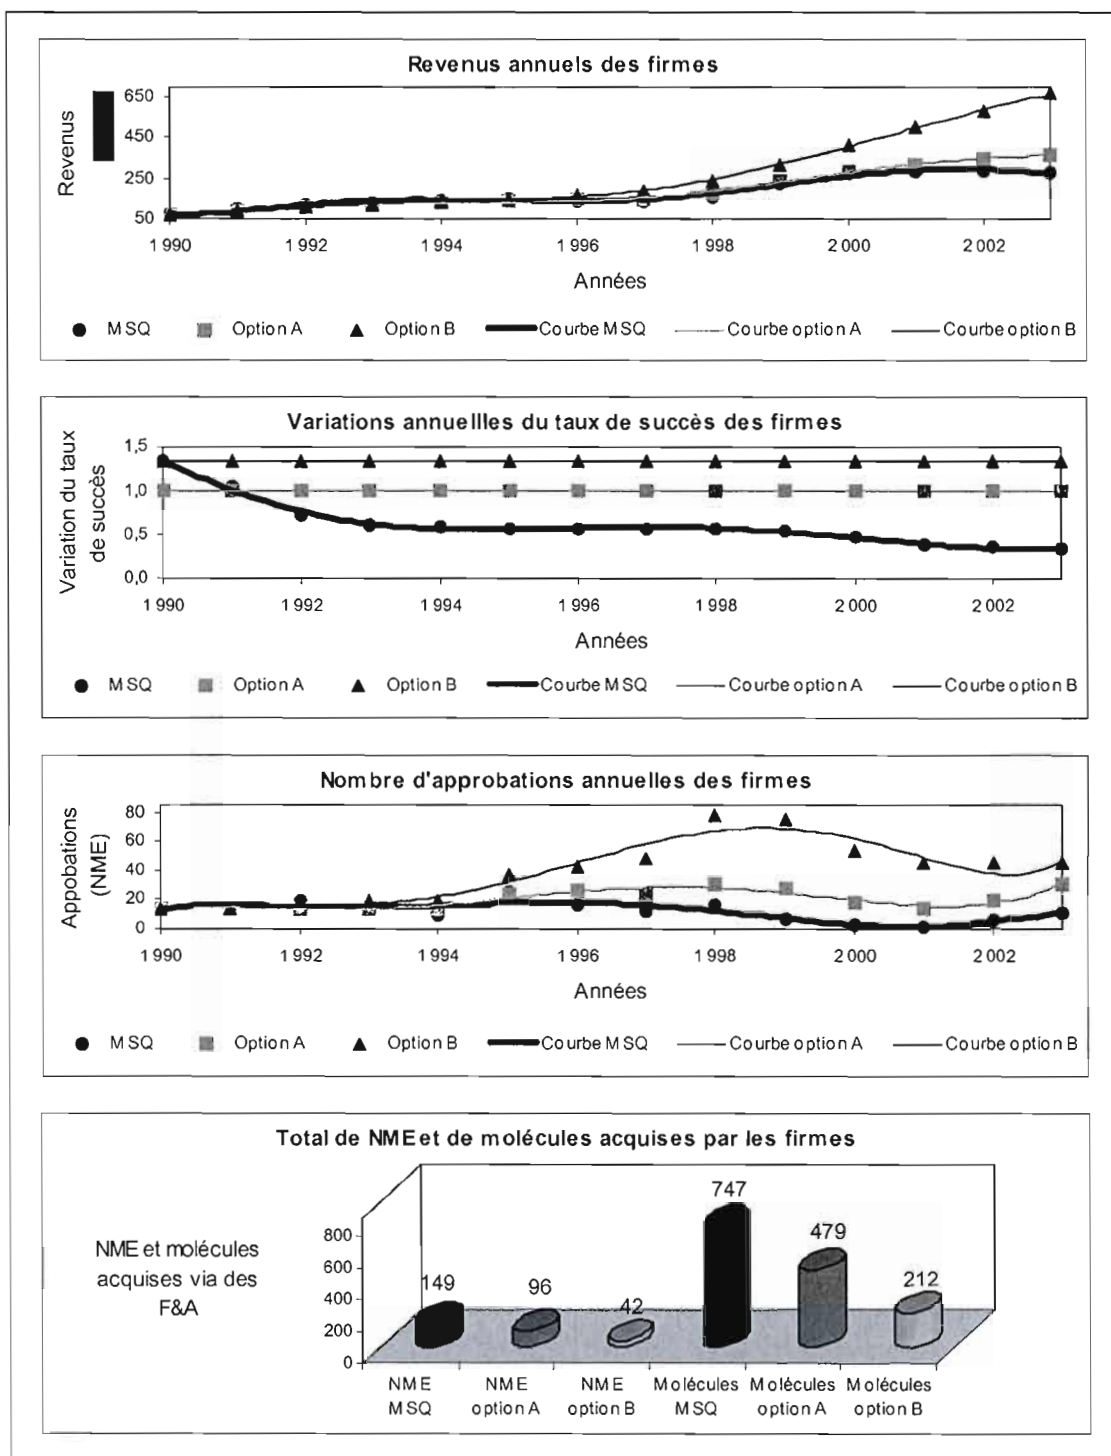 Revenus annuels des firmes
Revenus
650
450
250
50
1990 1992 1994 1996 1998 2000 2002
Années
MSQ Option A Option B Courbe MSQ Courbe option A Courbe option B
Variations annuellles du taux de succès des firmes
Variation du taux
de succès
1,5
1,0
0,5
0,0
1990 1992 1994 1996 1998 2000 2002
Années
MSQ Option A Option B Courbe MSQ Courbe option A Courbe option B
Nombre d'approbations annuelles des firmes
Appobations
(NME)
80
60
40
20
0
1990 1992 1994 1996 1998 2000 2002
Années
MSQ Option A Option B Courbe MSQ Courbe option A Courbe option B
Total de NME et de molécules acquises par les firmes
NME et molécules
acquises via des
F&A
800
600
400
200
0
149 96 42 747 479 212
NME NME NME Molécules Molécules Molécules
MSQ option A option B MSQ option A option B